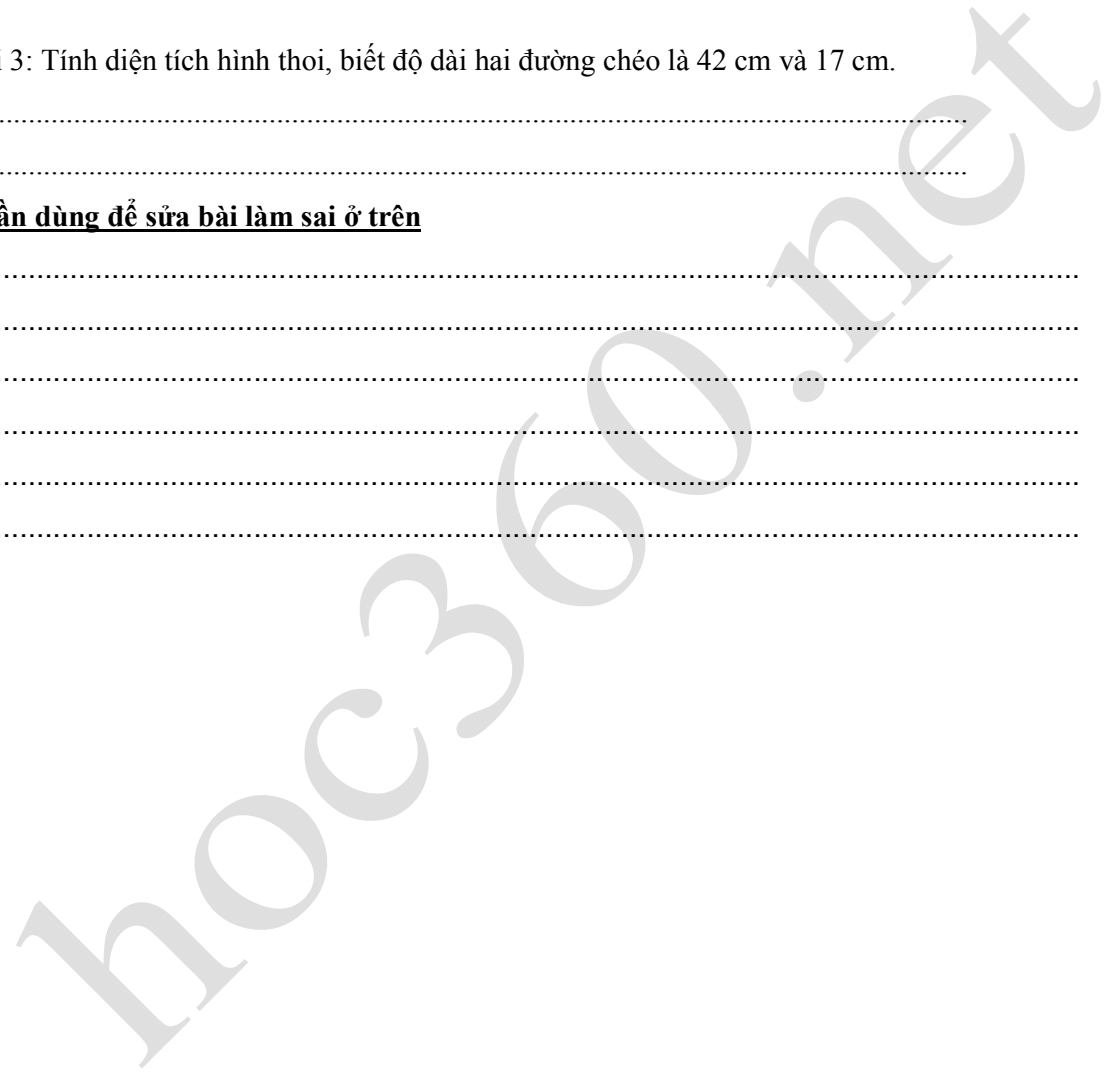 i 3: Tính diện tích hình thoi, biết độ dài hai đường chéo là 42 cm và 17 cm.
ần dùng để sửa bài làm sai ở trên
hoc360.net